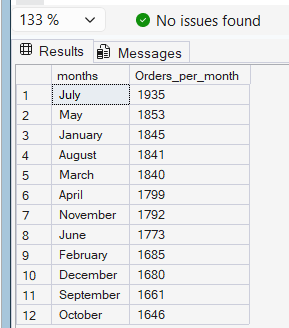 133 % No issues found
Results Messages
months Orders_per_month
1 July 1935
2 May 1853
3 January 1845
4 August 1841
5 March 1840
6 April 1799
7 November 1792
8 June 1773
9 February 1685
10 December 1680
11 September 1661
12 October 1646